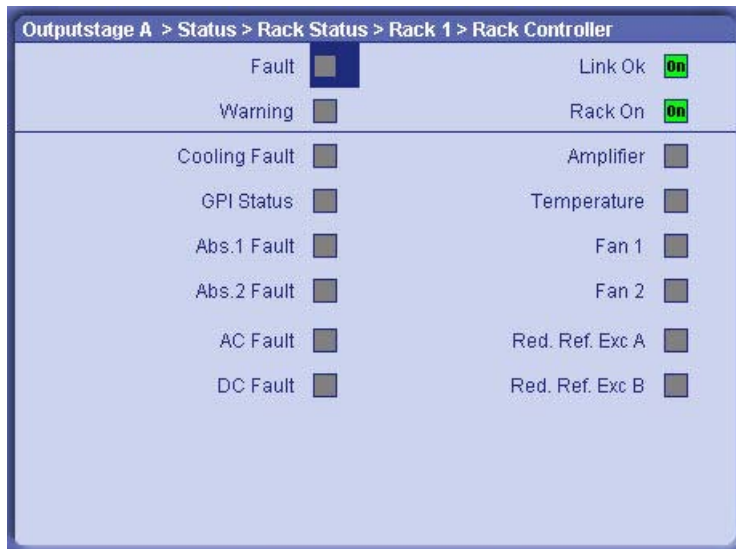 Outputstage A > Status > Rack Status > Rack 1 > Rack Controller
Fault Link Ok On
Warning Rack On On
Cooling Fault Amplifier
GPI Status Temperature
Abs.1 Fault Fan 1
Abs.2 Fault Fan 2
AC Fault Red. Ref. Exc A
DC Fault Red. Ref. Exc B